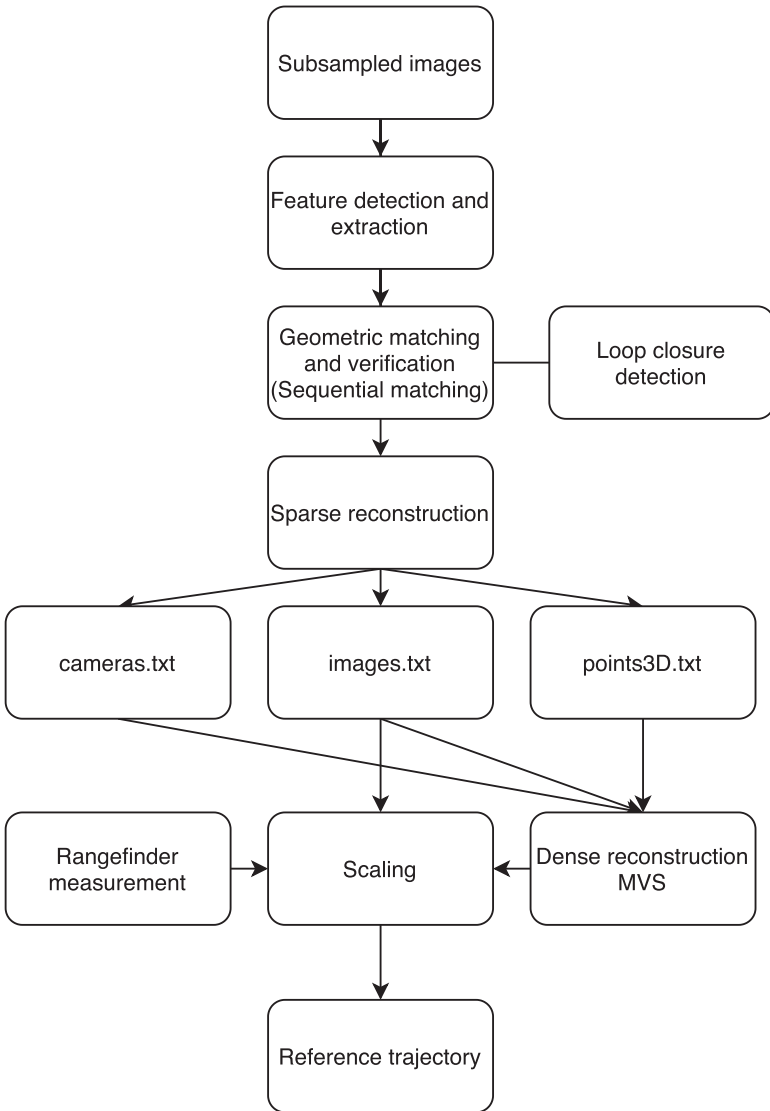 Subsampled images
Feature detection and
extraction
Geometric matching
and verification
(Sequential matching)
Loop closure
detection
Sparse reconstruction
cameras.txt
images.txt
points3D.txt
Rangefinder
measurement
Scaling
Dense reconstruction
MVS
Reference trajectory